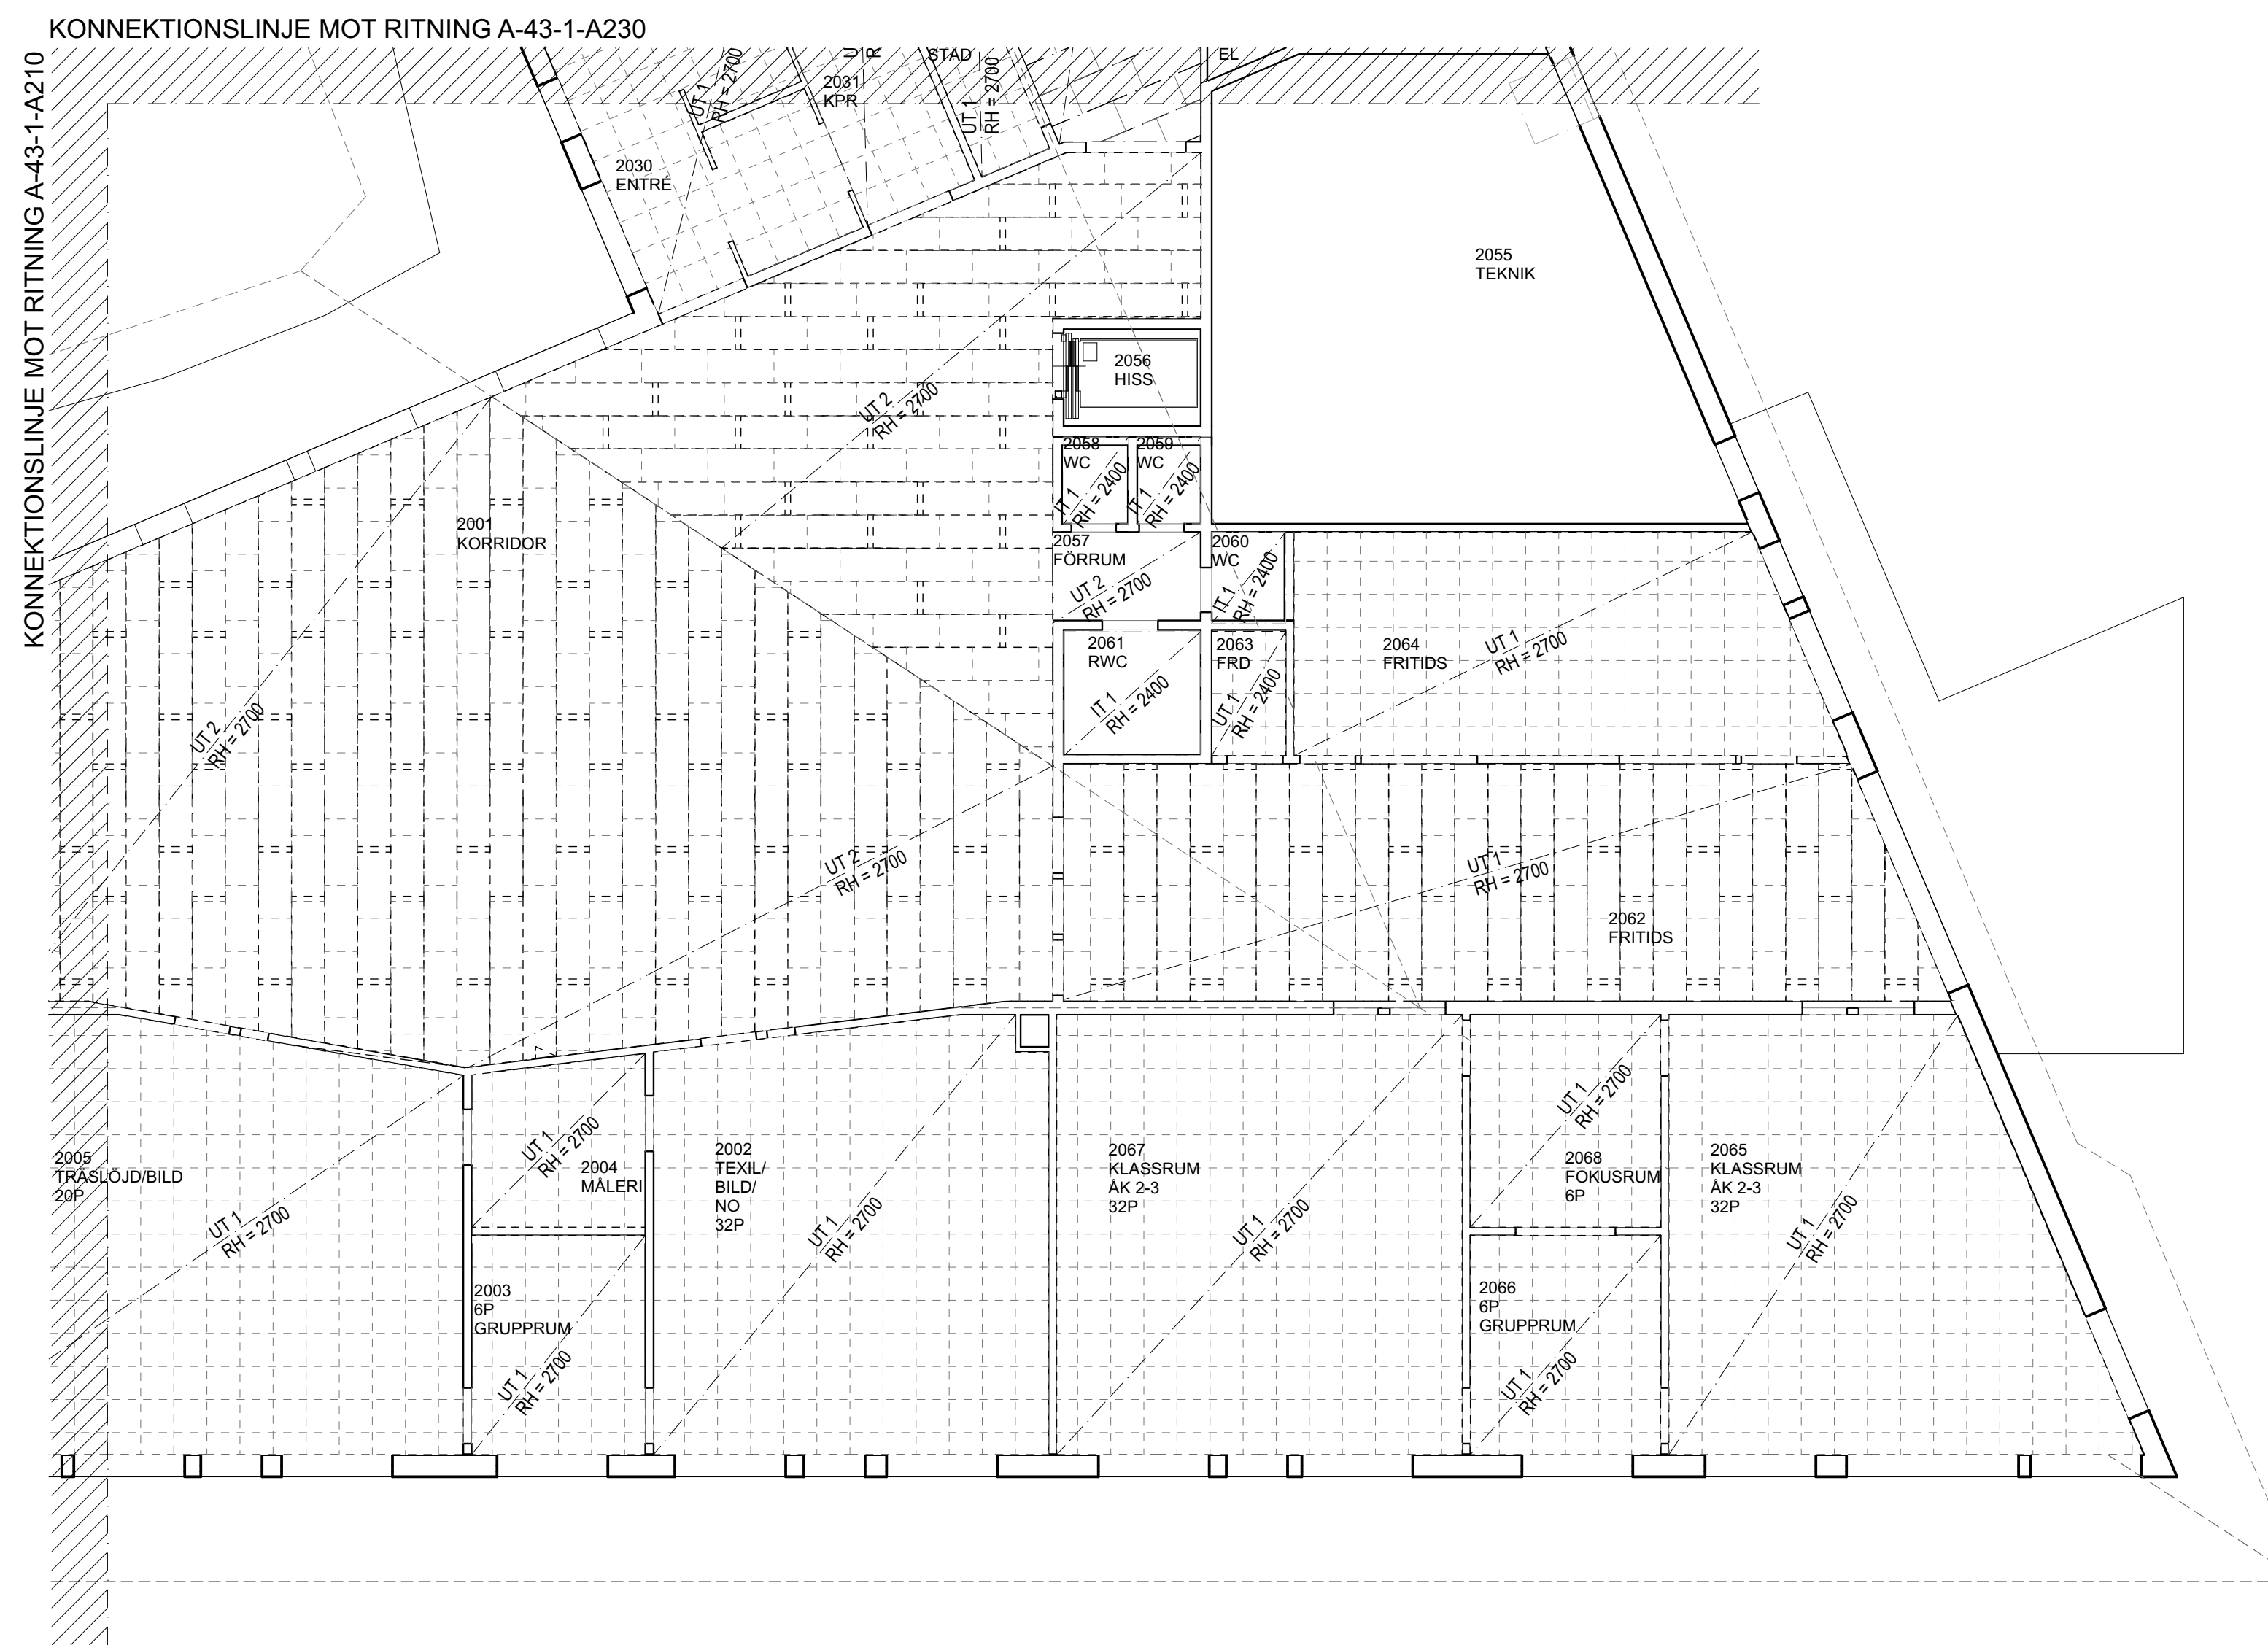 KONNEKTIONSLINJE MOT RITNING A-43-1-A230
KONNEKTIONSLINJE MOT RITNING A-43-1-A210
UT 1
RH = 2700
2031
KPR
STÄD
UT 1
RH = 2700
EL
2030
ENTRÉ
2055
TEKNIK
2056
HISS
UT 2
RH = 2700
2058
WC
IT 1
RH = 2400
2059
WC
IT 1
RH = 2400
2001
KORRIDOR
2057
FÖRRUM
UT 2
RH = 2700
2060
WC
IT 1
RH = 2400
2061
RWC
IT 1
RH = 2400
2063
FRD
UT 1
RH = 2400
2064
FRITIDS
UT 1
RH = 2700
UT 2
RH = 2700
UT 2
RH = 2700
UT 1
RH = 2700
2062
FRITIDS
2005
TRÄSLÖJD/BILD
20P
UT 1
RH = 2700
UT 1
RH = 2700
2004
MÅLERI
2002
TEXIL/
BILD/
NO
32P
UT 1
RH = 2700
2067
KLASSRUM
ÅK 2-3
32P
UT 1
RH = 2700
UT 1
RH = 2700
2068
FOKUSRUM
6P
2065
KLASSRUM
ÅK 2-3
32P
UT 1
RH = 2700
2003
6P
GRUPPRUM
UT 1
RH = 2700
2066
6P
GRUPPRUM
UT 1
RH = 2700